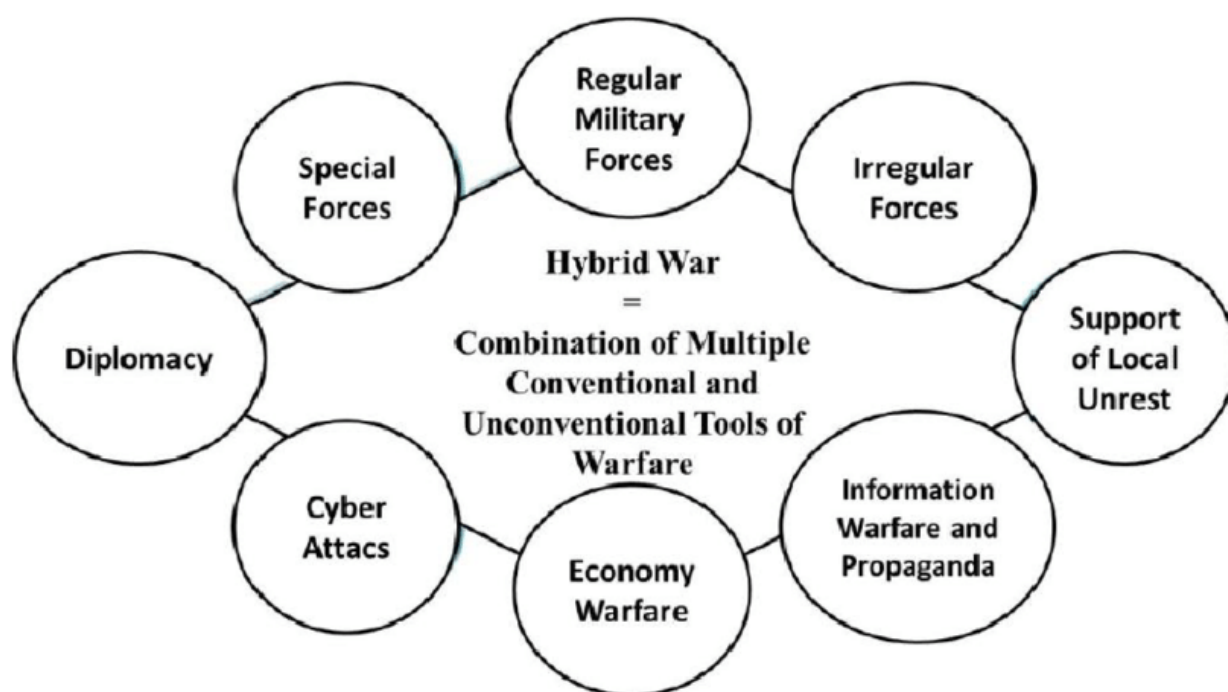 Regular
Military
Forces
Special
Forces
Irregular
Forces
Hybrid War
=
Combination of Multiple
Conventional and
Unconventional Tools of
Warfare
Diplomacy
Support
of Local
Unrest
Cyber
Attacs
Economy
Warfare
Information
Warfare and
Propaganda